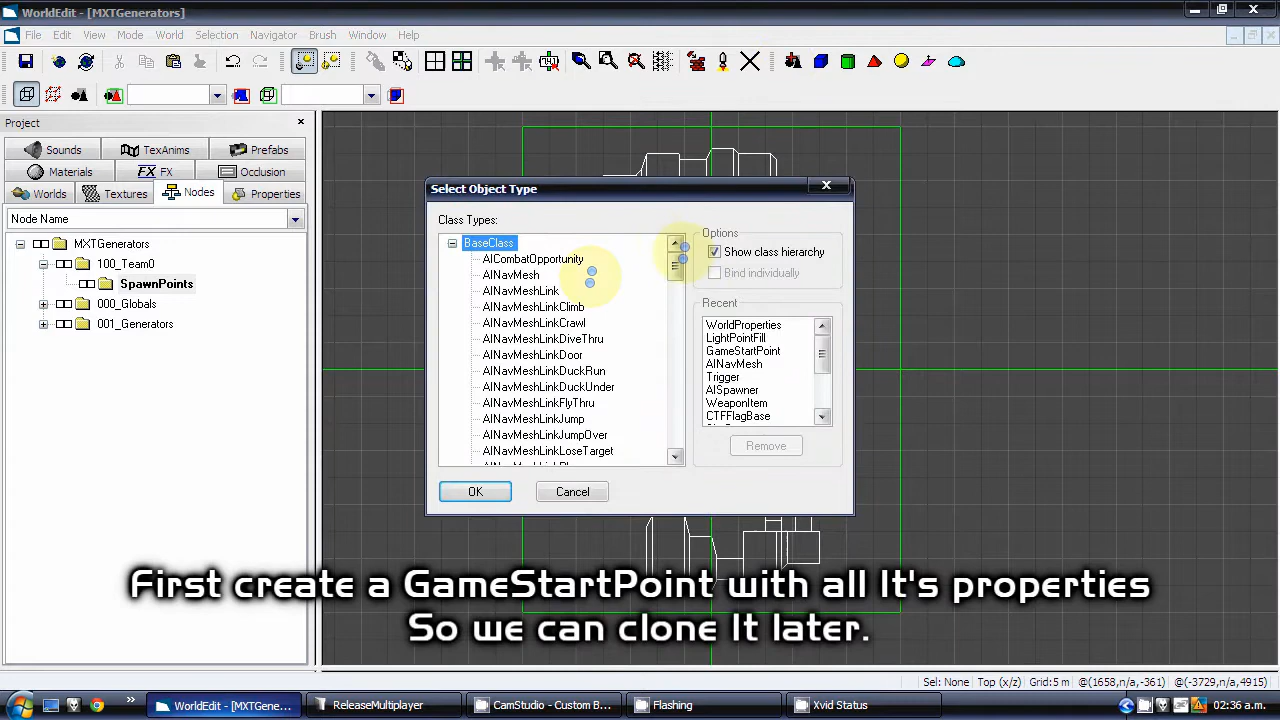 WorldEdit - [MXTGenerators]
File Edit View Mode World Selection Navigator Brush Window Help
Project
Sounds TexAnims Prefabs
Materials FX Occlusion
Worlds Textures Nodes Properties
Node Name
MXTGenerators
100_Team0
SpawnPoints
000_Globals
001_Generators
Select Object Type
Class Types:
BaseClass
AICombatOpportunity
AINavMesh
AINavMeshLink
AINavMeshLinkClimb
AINavMeshLinkCrawl
AINavMeshLinkDiveThru
AINavMeshLinkDoor
AINavMeshLinkDuckRun
AINavMeshLinkDuckUnder
AINavMeshLinkFlyThru
AINavMeshLinkJump
AINavMeshLinkJumpOver
AINavMeshLinkLoseTarget
Options
Show class hierarchy
Bind individually
Recent
WorldProperties
LightPointFill
GameStartPoint
AINavMesh
Trigger
AISpawner
WeaponItem
CTFFlagBase
Remove
OK Cancel
First create a GameStartPoint with all It's properties
So we can clone It later.
Sel: None Top (x/z) Grid:5 m @(1658,n/a,-361) @(-3729,n/a,4915)
WorldEdit - [MXTGene... ReleaseMultiplayer CamStudio - Custom B... Flashing Xvid Status 02:36 a.m.